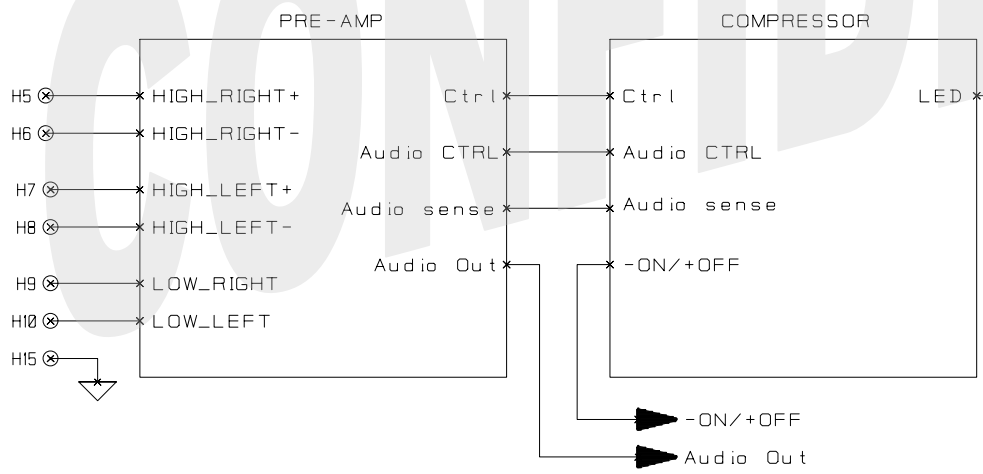 PRE-AMP
COMPRESSOR
H5 HIGH_RIGHT+ Ctrl Ctrl LED
H6 HIGH_RIGHT-
Audio CTRL Audio CTRL
H7 HIGH_LEFT+
Audio sense Audio sense
H8 HIGH_LEFT-
Audio Out -ON/+OFF
H9 LOW_RIGHT
H10 LOW_LEFT
H15
-ON/+OFF
Audio Out